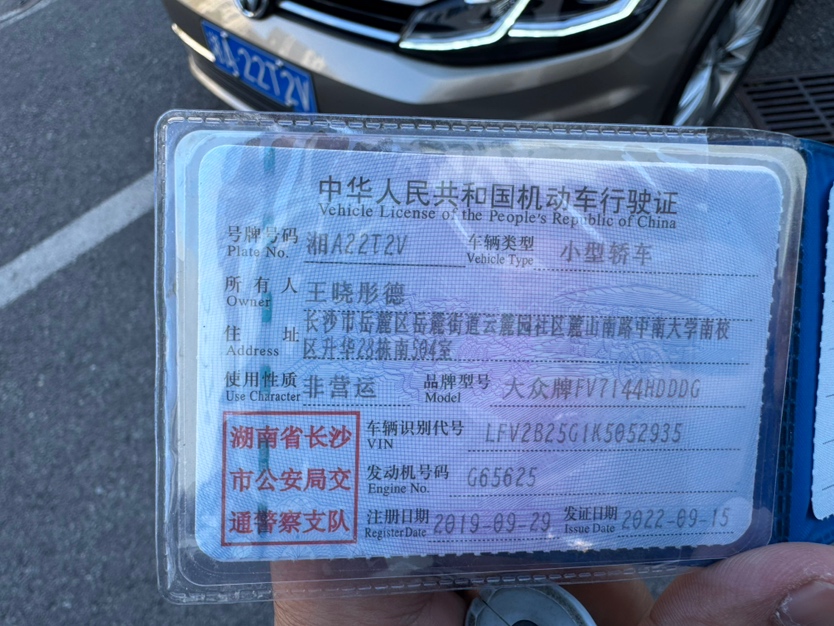 湘A·22T2V
中华人民共和国机动车行驶证
Vehicle License of the People's Republic of China
号牌号码 湘A22T2V 车辆类型 小型轿车
Plate No. Vehicle Type
所有人 王晓彤德
Owner
住址 长沙市岳麓区岳麓街道云麓园社区麓山南路中南大学南校
Address 区升华28栋南504室
使用性质 非营运 品牌型号 大众牌FV7144HDDDG
Use Character Model
湖南省长沙
市公安局交
通警察支队
车辆识别代号 LFV2B25G1K5052935
VIN
发动机号码 G65625
Engine No.
注册日期 2019-09-29 发证日期 2022-09-15
Register Date Issue Date